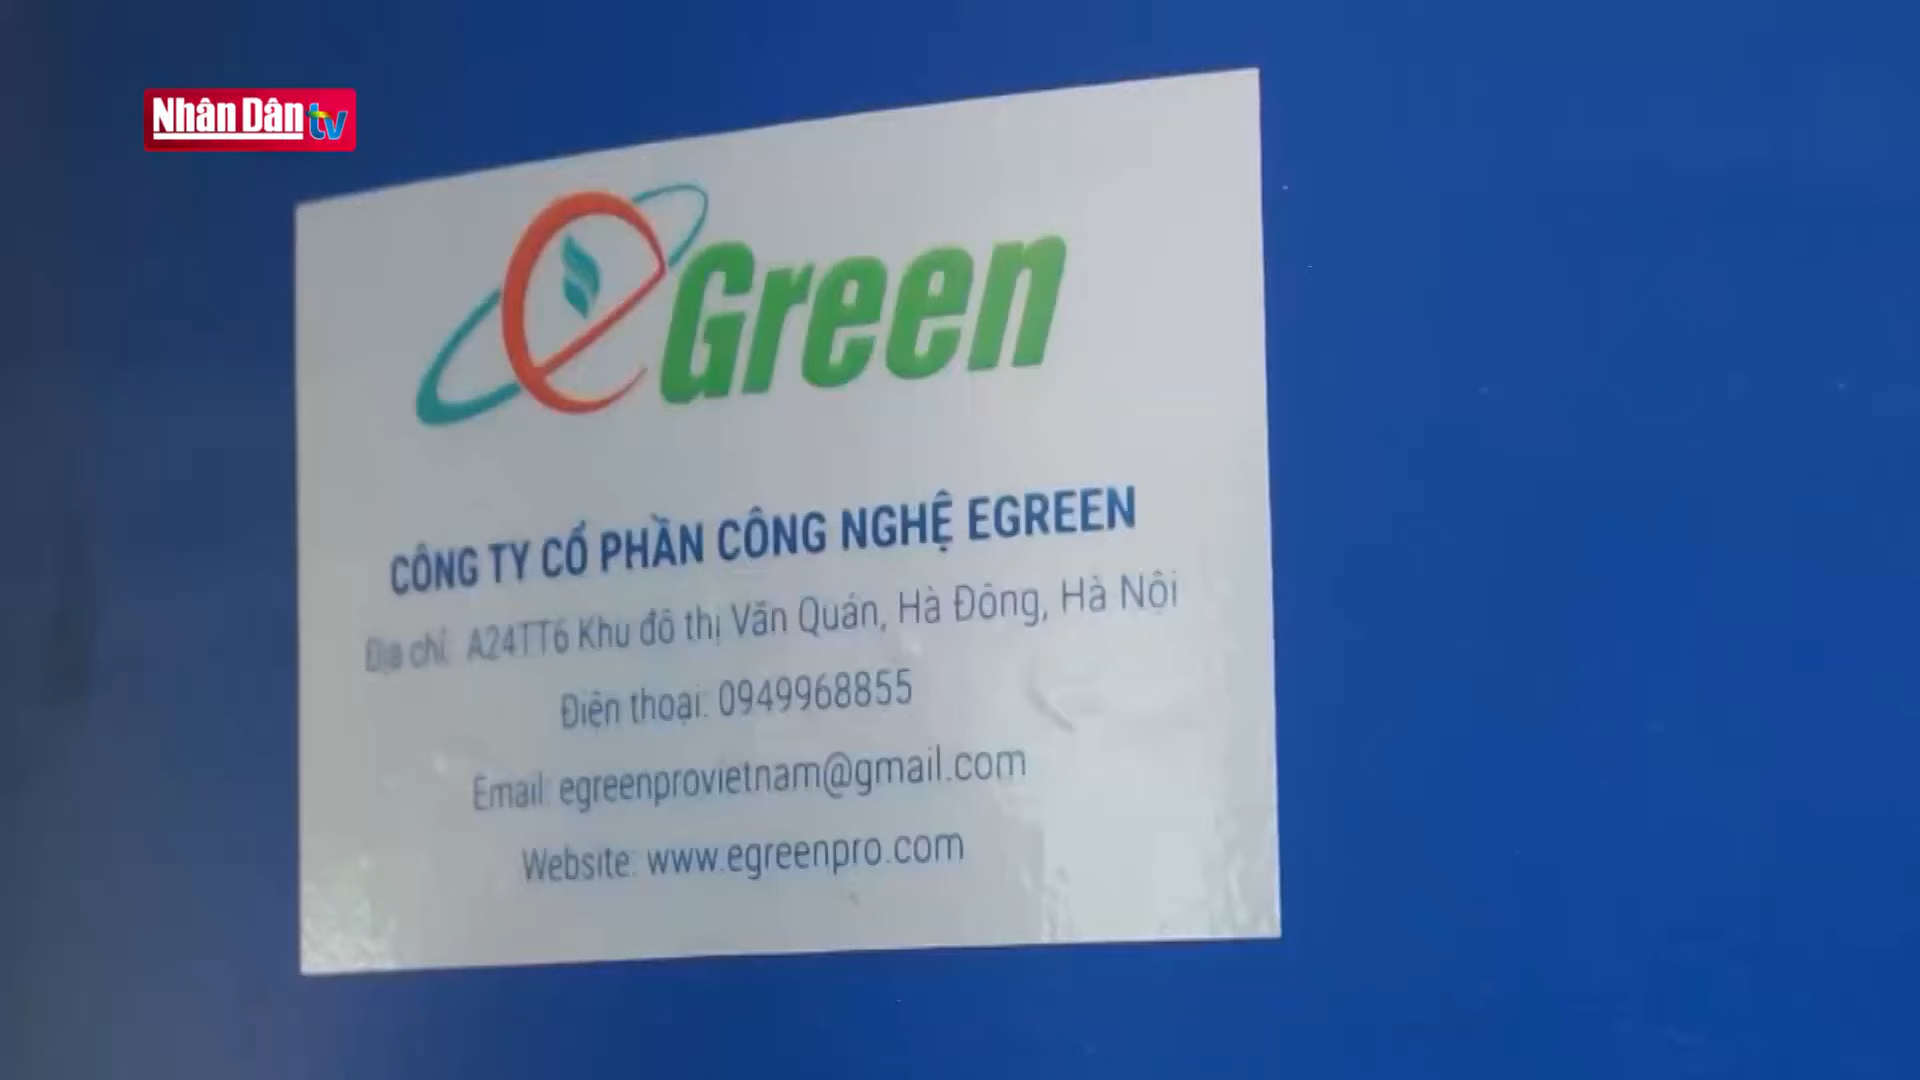 Nhân Dân tv
eGreen
CÔNG TY CỔ PHẦN CÔNG NGHỆ EGREEN
Địa chỉ: A24TT6 Khu đô thị Văn Quán, Hà Đông, Hà Nội
Điện thoại: 0949968855
Email: egreenprovietnam@gmail.com
Website: www.egreenpro.com